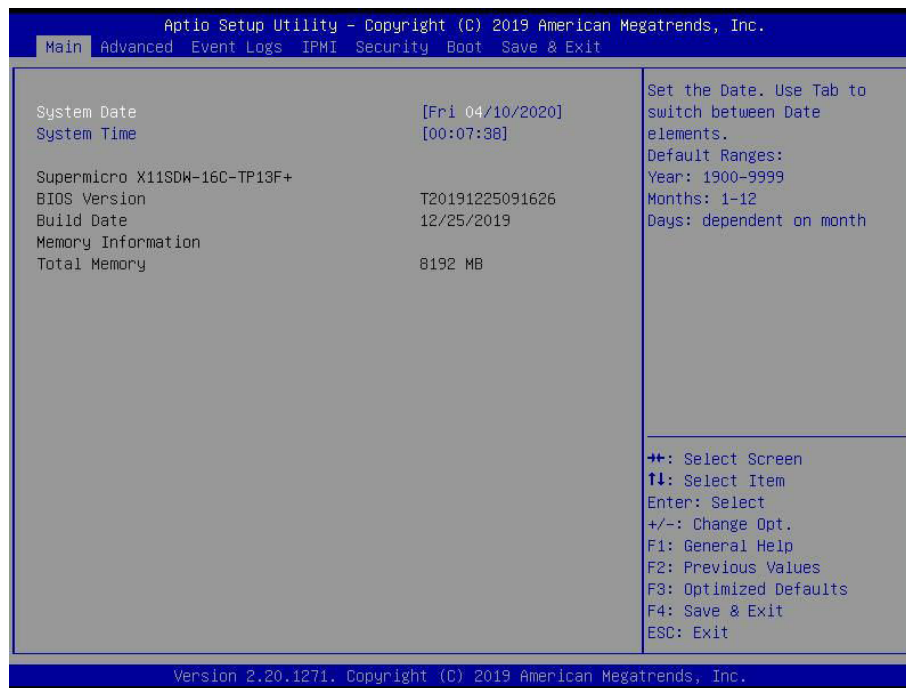 Aptio Setup Utility – Copyright (C) 2019 American Megatrends, Inc.
Main Advanced Event Logs IPMI Security Boot Save & Exit
System Date [Fri 04/10/2020]
System Time [00:07:38]
Supermicro X11SDW-16C-TP13F+
BIOS Version T20191225091626
Build Date 12/25/2019
Memory Information
Total Memory 8192 MB
Set the Date. Use Tab to
switch between Date
elements.
Default Ranges:
Year: 1900-9999
Months: 1-12
Days: dependent on month
→←: Select Screen
↑↓: Select Item
Enter: Select
+/-: Change Opt.
F1: General Help
F2: Previous Values
F3: Optimized Defaults
F4: Save & Exit
ESC: Exit
Version 2.20.1271. Copyright (C) 2019 American Megatrends, Inc.